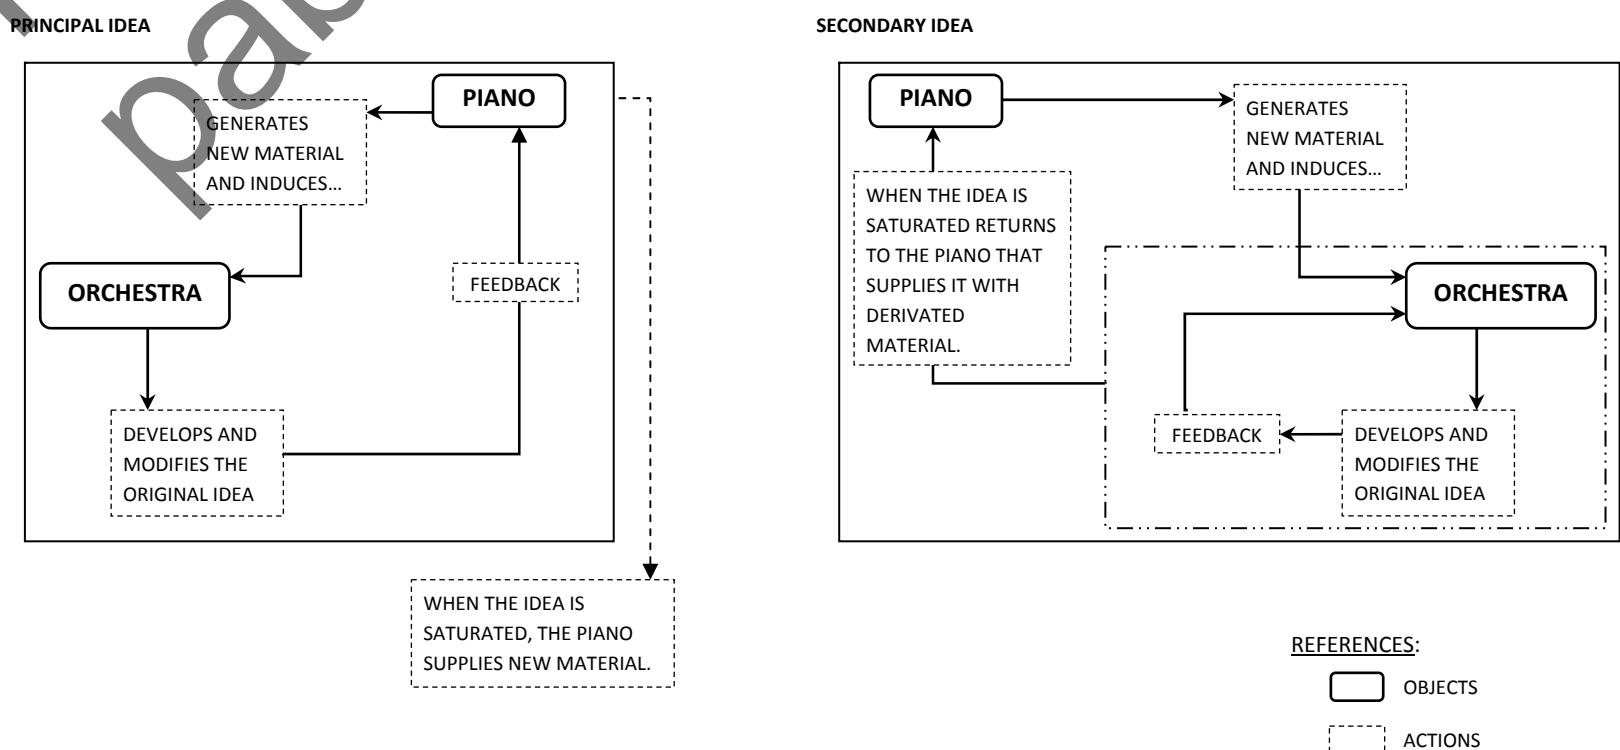 PRINCIPAL IDEA
PIANO
GENERATES
NEW MATERIAL
AND INDUCES…
ORCHESTRA
FEEDBACK
DEVELOPS AND
MODIFIES THE
ORIGINAL IDEA
WHEN THE IDEA IS
SATURATED, THE PIANO
SUPPLIES NEW MATERIAL.
SECONDARY IDEA
PIANO
GENERATES
NEW MATERIAL
AND INDUCES…
WHEN THE IDEA IS
SATURATED RETURNS
TO THE PIANO THAT
SUPPLIES IT WITH
DERIVATED
MATERIAL.
ORCHESTRA
FEEDBACK
DEVELOPS AND
MODIFIES THE
ORIGINAL IDEA
REFERENCES:
OBJECTS
ACTIONS